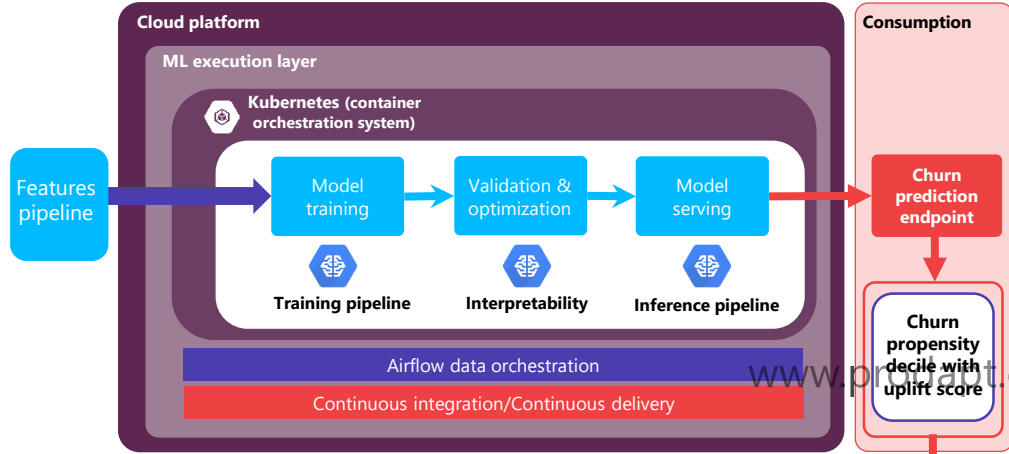 Cloud platform
Consumption
ML execution layer
Kubernetes (container
orchestration system)
Features
pipeline
Model
training
Validation &
optimization
Model
serving
Churn
prediction
endpoint
Training pipeline
Interpretability
Inference pipeline
Churn
propensity
decile with
uplift score
Airflow data orchestration
www.prodapt.
Continuous integration/Continuous delivery